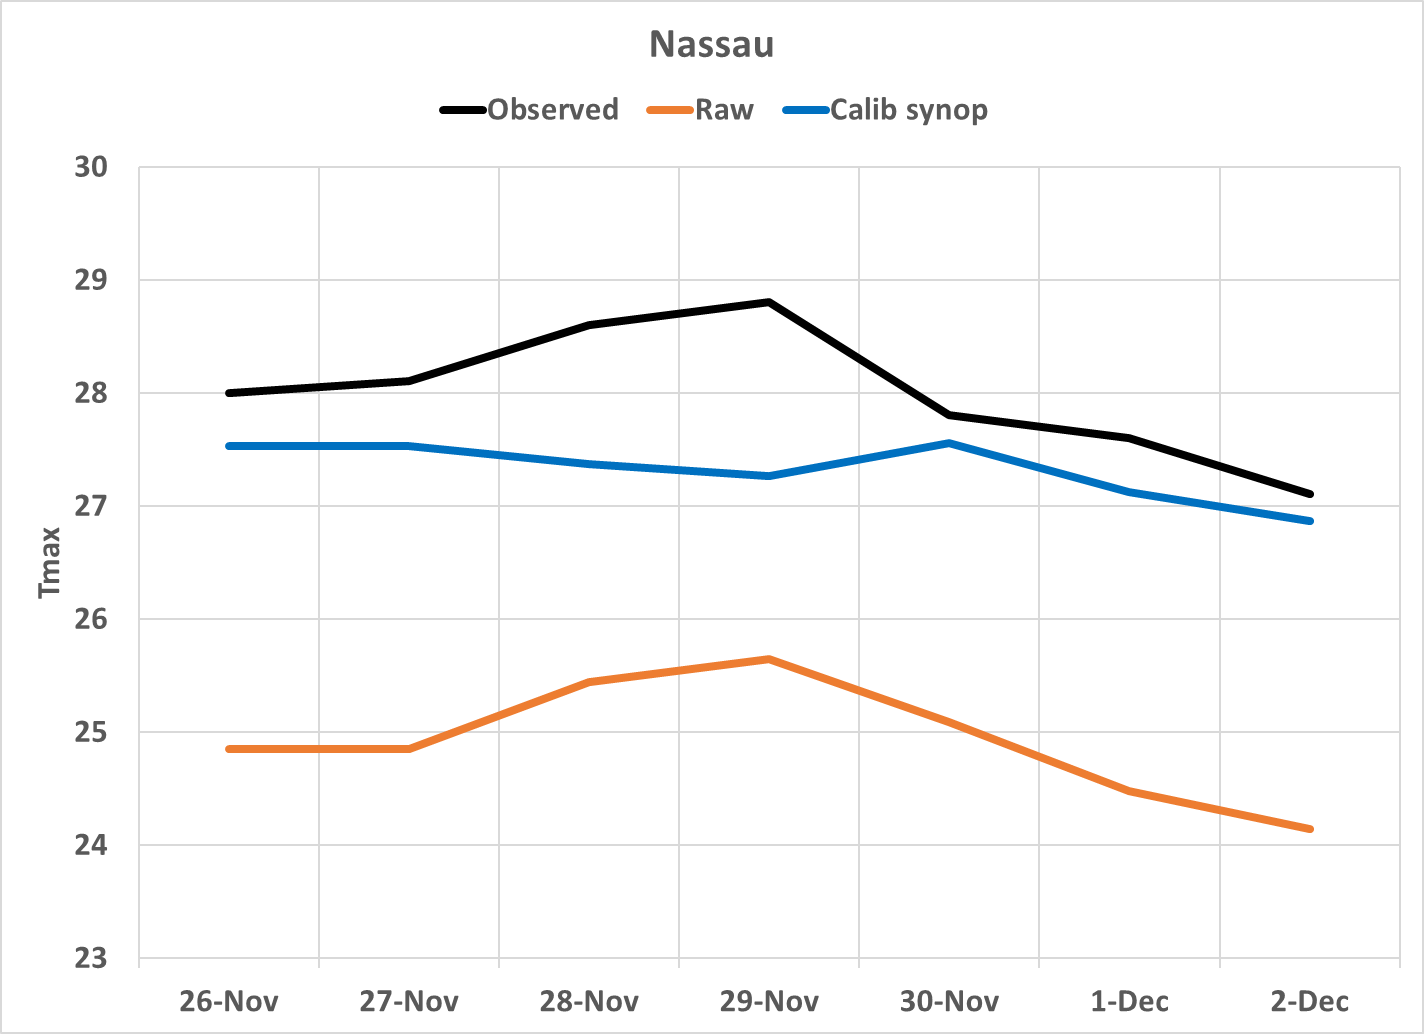 Nassau
Observed Raw Calib synop
30
29
28
27
26
25
24
23
Tmax
26-Nov 27-Nov 28-Nov 29-Nov 30-Nov 1-Dec 2-Dec